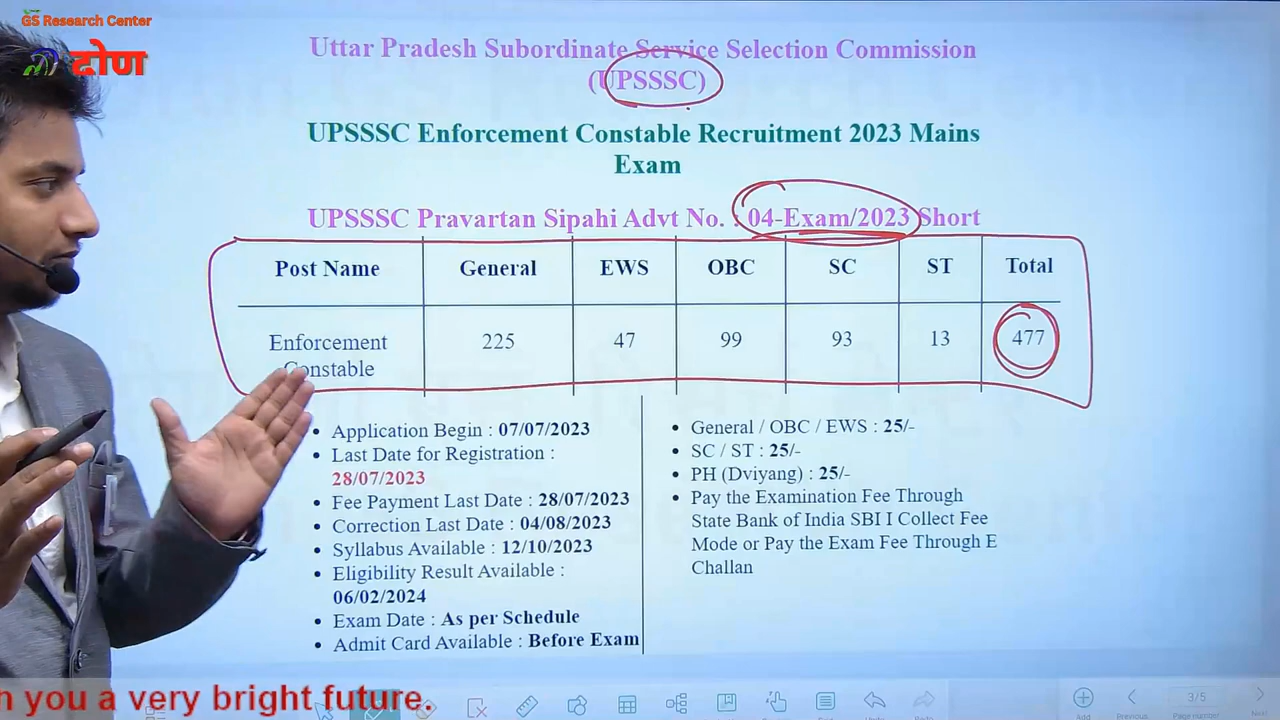 GS Research Center
द्रोण
Uttar Pradesh Subordinate Service Selection Commission
(UPSSSC)
UPSSSC Enforcement Constable Recruitment 2023 Mains
Exam
UPSSSC Pravartan Sipahi Advt No. : 04-Exam/2023 Short
Post Name General EWS OBC SC ST Total
Enforcement
Constable 225 47 99 93 13 477
Application Begin : 07/07/2023
Last Date for Registration :
28/07/2023
Fee Payment Last Date : 28/07/2023
Correction Last Date : 04/08/2023
Syllabus Available : 12/10/2023
Eligibility Result Available :
06/02/2024
Exam Date : As per Schedule
Admit Card Available : Before Exam
General / OBC / EWS : 25/-
SC / ST : 25/-
PH (Dviyang) : 25/-
Pay the Examination Fee Through
State Bank of India SBI I Collect Fee
Mode or Pay the Exam Fee Through E
Challan
you a very bright future.
3/5
Add Previous Page number Next